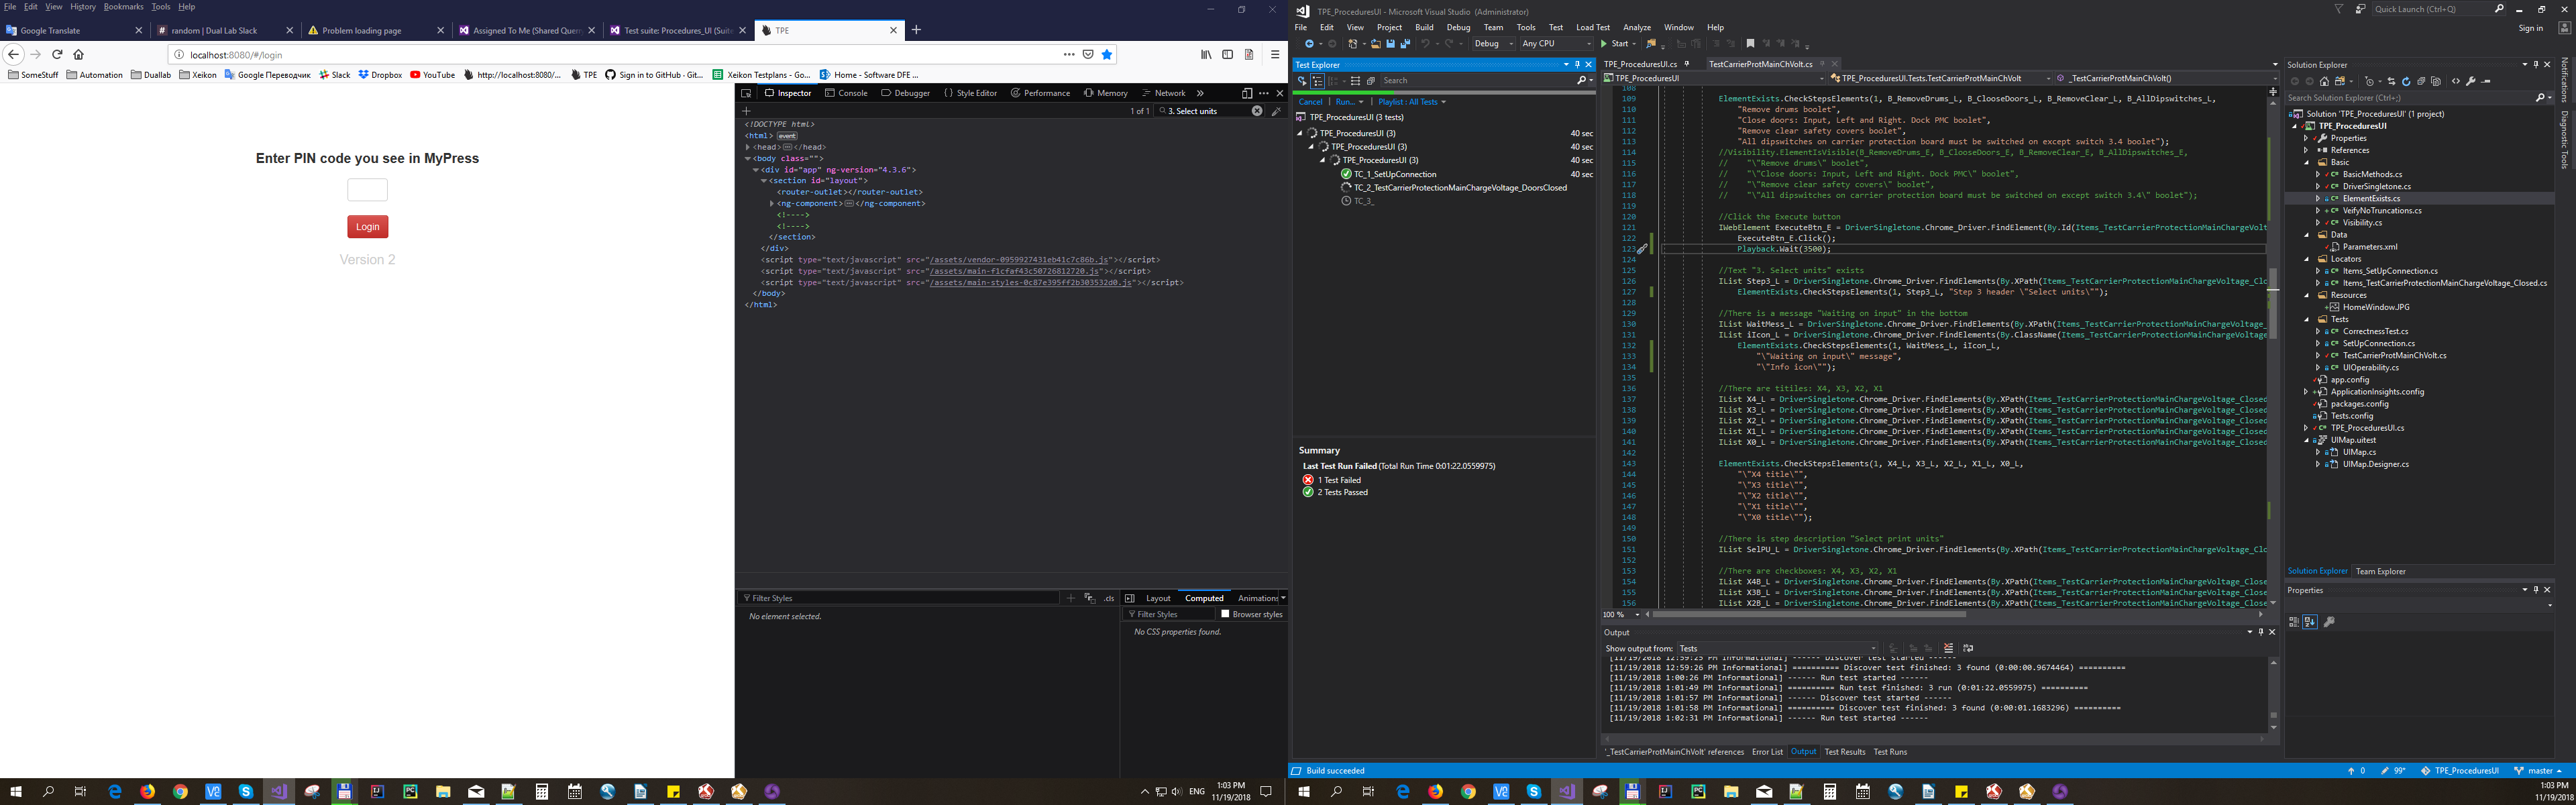 File Edit View History Bookmarks Tools Help
Google Translate
random | Dual Lab Slack
Problem loading page
Assigned To Me (Shared Query
Test suite: Procedures_UI (Suite
TPE
localhost:8080/#/login
SomeStuff Automation Duallab Xeikon Google Переводчик Slack Dropbox YouTube http://localhost:8080/... TPE Sign in to GitHub · Git... Xeikon Testplans - Go... Home - Software DFE ...
Enter PIN code you see in MyPress
Login
Version 2
Inspector Console Debugger Style Editor Performance Memory Network
1 of 1 3. Select units
<!DOCTYPE html>
<html> event
<head> </head>
<body class="">
<div id="app" ng-version="4.3.6">
<section id="layout">
<router-outlet></router-outlet>
<ng-component> </ng-component>
<!---->
<!---->
</section>
</div>
<script type="text/javascript" src="/assets/vendor-0959927431eb41c7c86b.js"></script>
<script type="text/javascript" src="/assets/main-f1cfaf43c50726812720.js"></script>
<script type="text/javascript" src="/assets/main-styles-0c87e395ff2b303532d0.js"></script>
</body>
</html>
Filter Styles .cls
No element selected.
Layout Computed Animations
Filter Styles Browser styles
No CSS properties found.
ENG 1:03 PM
11/19/2018
TPE_ProceduresUI - Microsoft Visual Studio (Administrator)
Quick Launch (Ctrl+Q)
File Edit View Project Build Debug Team Tools Test Load Test Analyze Window Help
Sign in
Debug Any CPU Start
Test Explorer
Search
Cancel Run... Playlist : All Tests
TPE_ProceduresUI (3 tests)
TPE_ProceduresUI (3) 40 sec
TPE_ProceduresUI (3) 40 sec
TPE_ProceduresUI (3) 40 sec
TC_1_SetUpConnection 40 sec
TC_2_TestCarrierProtectionMainChargeVoltage_DoorsClosed
TC_3_
Summary
Last Test Run Failed (Total Run Time 0:01:22.0559975)
1 Test Failed
2 Tests Passed
TPE_ProceduresUI.cs TestCarrierProtMainChVolt.cs
TPE_ProceduresUI TPE_ProceduresUI.Tests.TestCarrierProtMainChVolt _TestCarrierProtMainChVolt()
108
109 ElementExists.CheckStepsElements(1, B_RemoveDrums_L, B_ClooseDoors_L, B_RemoveClear_L, B_AllDipswitches_L,
110 "Remove drums boolet",
111 "Close doors: Input, Left and Right. Dock PMC boolet",
112 "Remove clear safety covers boolet",
113 "All dipswitches on carrier protection board must be switched on except switch 3.4 boolet");
114 //Visibility.ElementIsVisible(B_RemoveDrums_E, B_ClooseDoors_E, B_RemoveClear_E, B_AllDipswitches_E,
115 // "\"Remove drums\" boolet",
116 // "\"Close doors: Input, Left and Right. Dock PMC\" boolet",
117 // "\"Remove clear safety covers\" boolet",
118 // "\"All dipswitches on carrier protection board must be switched on except switch 3.4\" boolet");
119
120 //Click the Execute button
121 IWebElement ExecuteBtn_E = DriverSingletone.Chrome_Driver.FindElement(By.Id(Items_TestCarrierProtectionMainChargeVolt
122 ExecuteBtn_E.Click();
123 Playback.Wait(3500);
124
125 //Text "3. Select units" exists
126 IList Step3_L = DriverSingletone.Chrome_Driver.FindElements(By.XPath(Items_TestCarrierProtectionMainChargeVoltage_Clo
127 ElementExists.CheckStepsElements(1, Step3_L, "Step 3 header \"Select units\"");
128
129 //There is a message "Waiting on input" in the bottom
130 IList WaitMess_L = DriverSingletone.Chrome_Driver.FindElements(By.XPath(Items_TestCarrierProtectionMainChargeVoltage_
131 IList iIcon_L = DriverSingletone.Chrome_Driver.FindElements(By.ClassName(Items_TestCarrierProtectionMainChargeVoltage
132 ElementExists.CheckStepsElements(1, WaitMess_L, iIcon_L,
133 "\"Waiting on input\" message",
134 "\"Info icon\"");
135
136 //There are titiles: X4, X3, X2, X1
137 IList X4_L = DriverSingletone.Chrome_Driver.FindElements(By.XPath(Items_TestCarrierProtectionMainChargeVoltage_Closed
138 IList X3_L = DriverSingletone.Chrome_Driver.FindElements(By.XPath(Items_TestCarrierProtectionMainChargeVoltage_Closed
139 IList X2_L = DriverSingletone.Chrome_Driver.FindElements(By.XPath(Items_TestCarrierProtectionMainChargeVoltage_Closed
140 IList X1_L = DriverSingletone.Chrome_Driver.FindElements(By.XPath(Items_TestCarrierProtectionMainChargeVoltage_Closed
141 IList X0_L = DriverSingletone.Chrome_Driver.FindElements(By.XPath(Items_TestCarrierProtectionMainChargeVoltage_Closed
142
143 ElementExists.CheckStepsElements(1, X4_L, X3_L, X2_L, X1_L, X0_L,
144 "\"X4 title\"",
145 "\"X3 title\"",
146 "\"X2 title\"",
147 "\"X1 title\"",
148 "\"X0 title\"");
149
150 //There is step description "Select print units"
151 IList SelPU_L = DriverSingletone.Chrome_Driver.FindElements(By.XPath(Items_TestCarrierProtectionMainChargeVoltage_Clo
152
153 //There are checkboxes: X4, X3, X2, X1
154 IList X4B_L = DriverSingletone.Chrome_Driver.FindElements(By.XPath(Items_TestCarrierProtectionMainChargeVoltage_Close
155 IList X3B_L = DriverSingletone.Chrome_Driver.FindElements(By.XPath(Items_TestCarrierProtectionMainChargeVoltage_Close
156 IList X2B_L = DriverSingletone.Chrome_Driver.FindElements(By.XPath(Items_TestCarrierProtectionMainChargeVoltage_Close
100 %
Output
Show output from: Tests
[11/19/2018 12:59:25 PM Informational] ------ Discover test started ------
[11/19/2018 12:59:26 PM Informational] ========== Discover test finished: 3 found (0:00:00.9674464) ==========
[11/19/2018 1:00:26 PM Informational] ------ Run test started ------
[11/19/2018 1:01:49 PM Informational] ========== Run test finished: 3 run (0:01:22.0559975) ==========
[11/19/2018 1:01:57 PM Informational] ------ Discover test started ------
[11/19/2018 1:01:58 PM Informational] ========== Discover test finished: 3 found (0:00:01.1683296) ==========
[11/19/2018 1:02:31 PM Informational] ------ Run test started ------
'_TestCarrierProtMainChVolt' references Error List Output Test Results Test Runs
Solution Explorer
Search Solution Explorer (Ctrl+;)
Solution 'TPE_ProceduresUI' (1 project)
TPE_ProceduresUI
Properties
References
Basic
BasicMethods.cs
DriverSingletone.cs
ElementExists.cs
VeifyNoTruncations.cs
Visibility.cs
Data
Parameters.xml
Locators
Items_SetUpConnection.cs
Items_TestCarrierProtectionMainChargeVoltage_Closed.cs
Resources
HomeWindow.JPG
Tests
CorrectnessTest.cs
SetUpConnection.cs
TestCarrierProtMainChVolt.cs
UIOperability.cs
app.config
ApplicationInsights.config
packages.config
Tests.config
TPE_ProceduresUI.cs
UIMap.uitest
UIMap.cs
UIMap.Designer.cs
Solution Explorer Team Explorer
Properties
Notifications
Diagnostic Tools
Build succeeded
0 99* TPE_ProceduresUI master
1:03 PM
11/19/2018